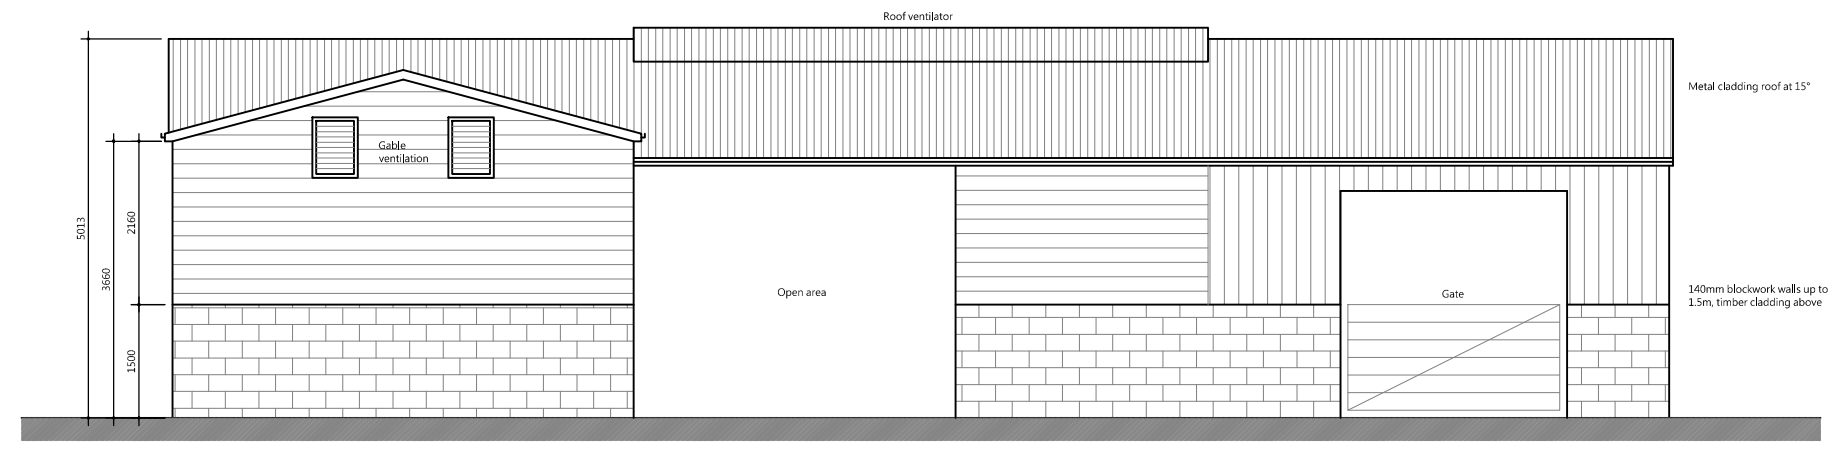 Roof ventilator
Metal cladding roof at 15°
Gable
ventilation
5013
3660
2160
1500
Open area
Gate
140mm blockwork walls up to
1.5m, timber cladding above